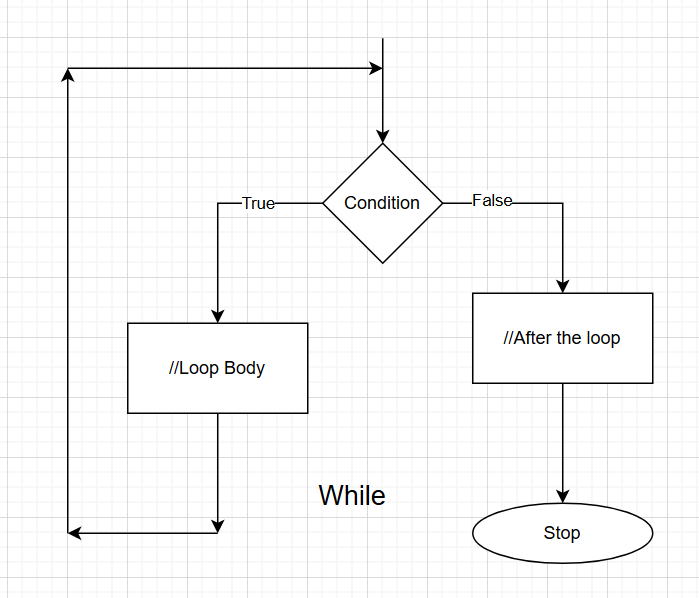 Condition
True
False
//After the loop
//Loop Body
While
Stop